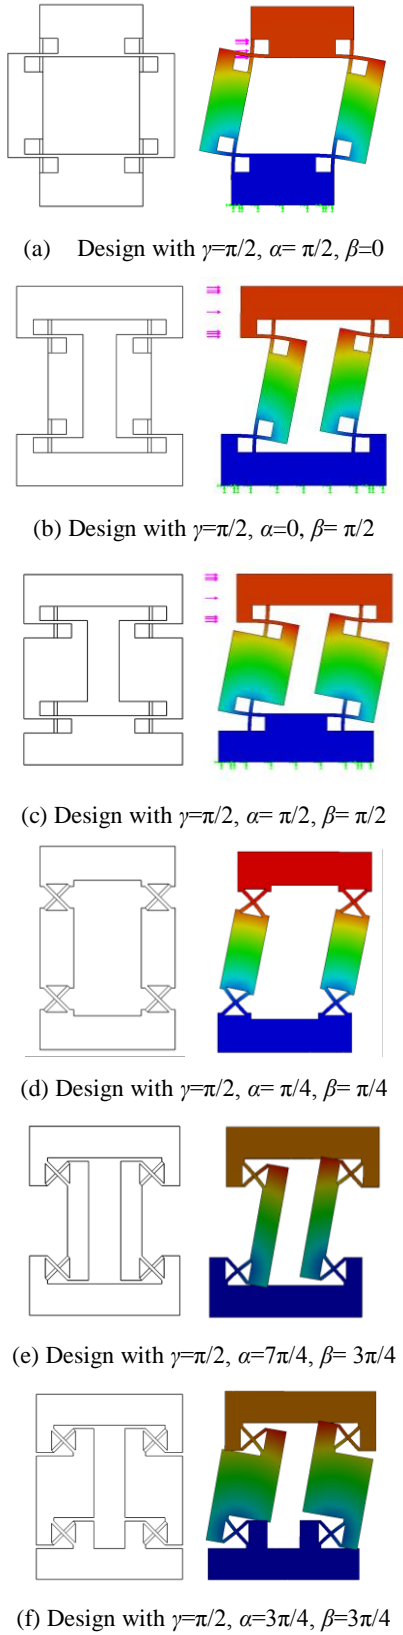 (a) Design with γ=π/2, α= π/2, β=0
(b) Design with γ=π/2, α=0, β= π/2
(c) Design with γ=π/2, α= π/2, β= π/2
(d) Design with γ=π/2, α= π/4, β= π/4
(e) Design with γ=π/2, α=7π/4, β= 3π/4
(f) Design with γ=π/2, α=3π/4, β=3π/4